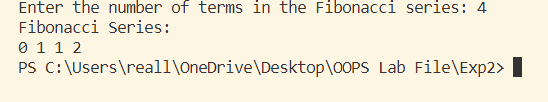 Enter the number of terms in the Fibonacci series: 4
Fibonacci Series:
0 1 1 2
PS C:\Users\reall\OneDrive\Desktop\OOPS Lab File\Exp2>